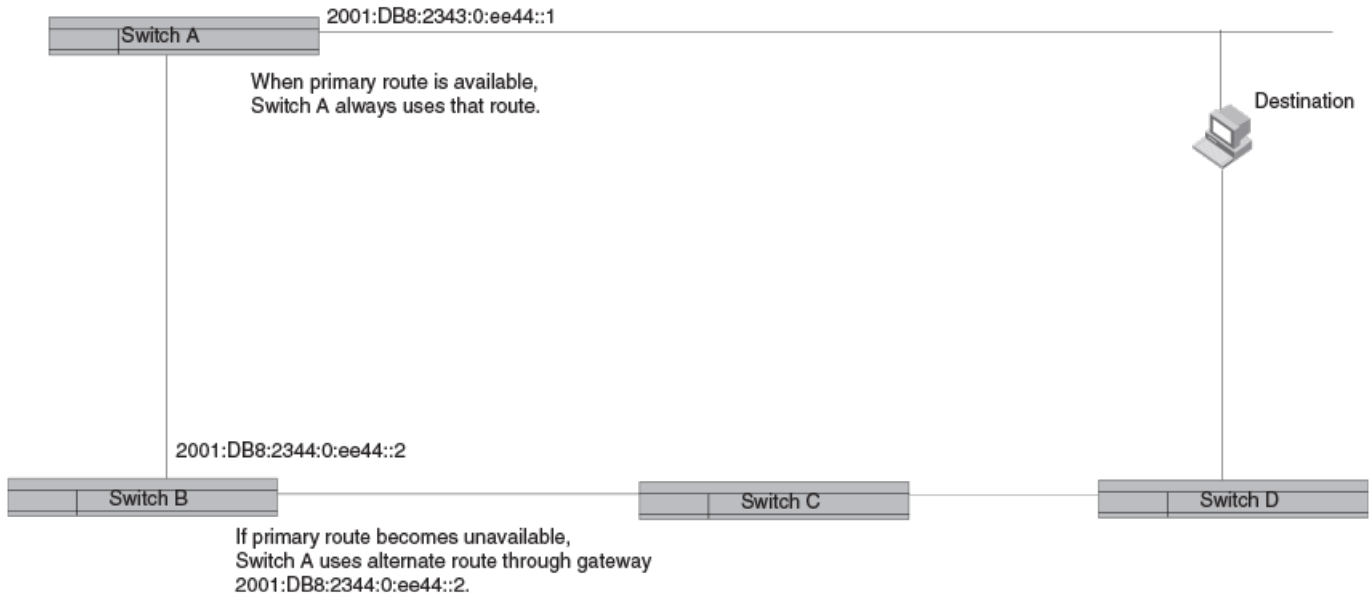 2001:DB8:2343:0:ee44::1
Switch A
When primary route is available,
Switch A always uses that route.
Destination
2001:DB8:2344:0:ee44::2
Switch B
Switch C
Switch D
If primary route becomes unavailable,
Switch A uses alternate route through gateway
2001:DB8:2344:0:ee44::2.